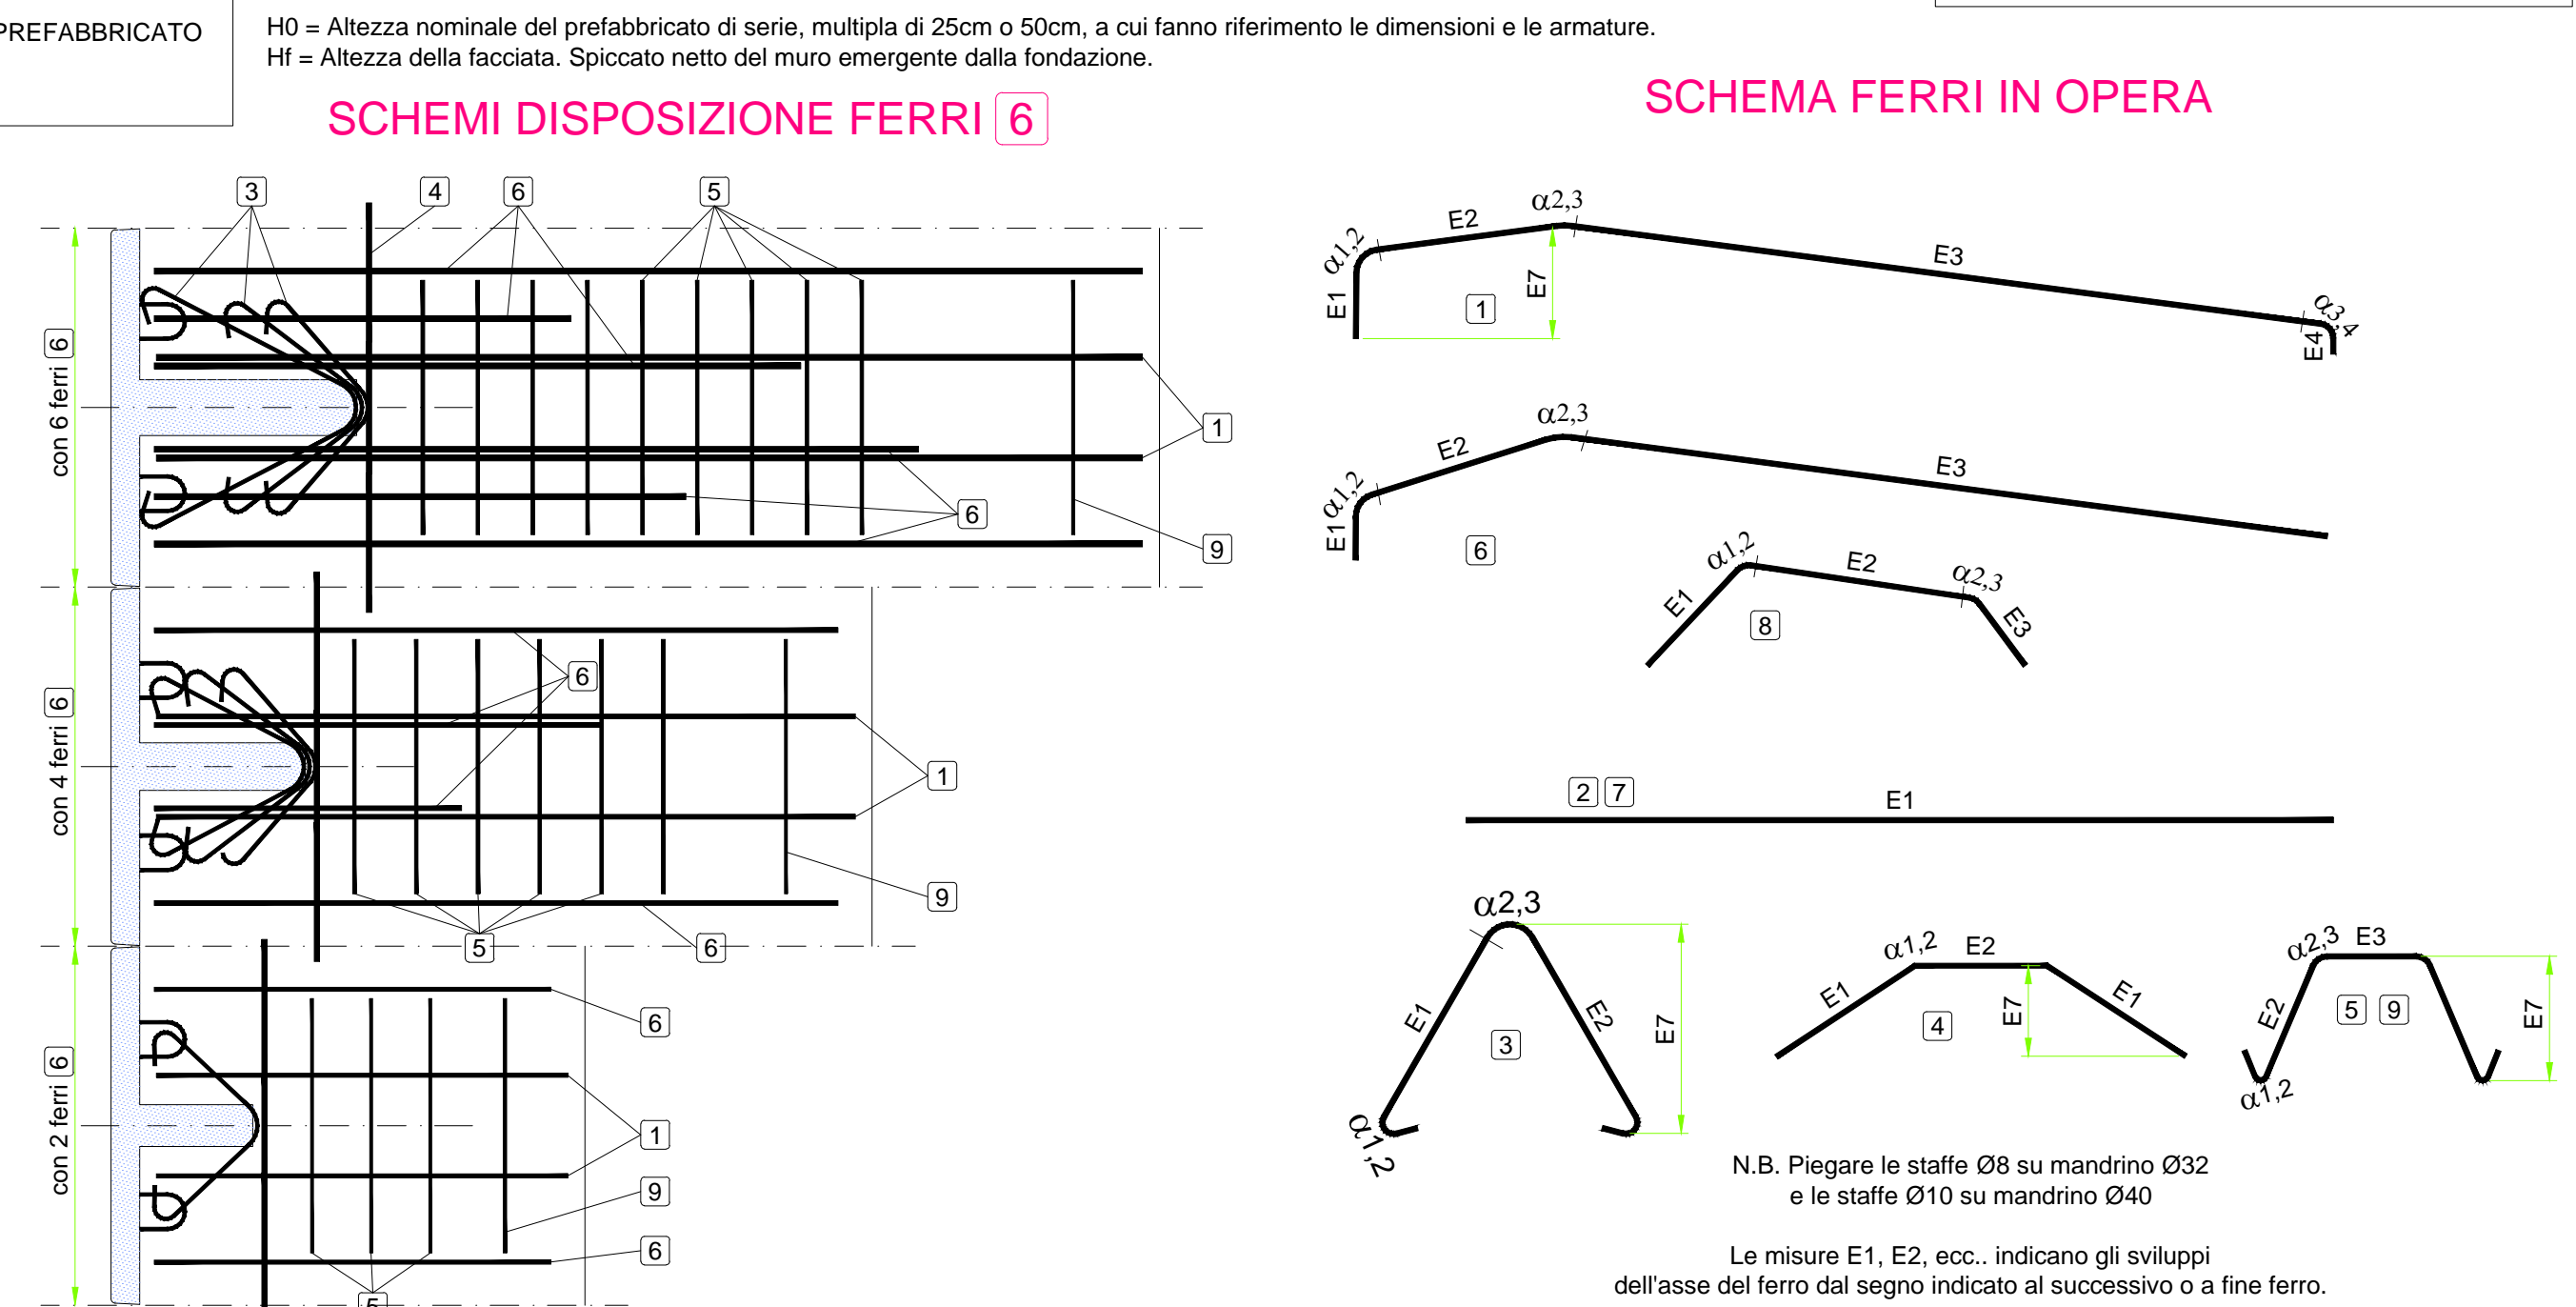 PREFABBRICATO
H0 = Altezza nominale del prefabbricato di serie, multipla di 25cm o 50cm, a cui fanno riferimento le dimensioni e le armature.
Hf = Altezza della facciata. Spiccato netto del muro emergente dalla fondazione.
SCHEMI DISPOSIZIONE FERRI 6
3
4
6
5
con 6 ferri 6
1
6
9
6
con 4 ferri 6
1
9
5
6
6
con 2 ferri 6
1
9
6
5
SCHEMA FERRI IN OPERA
α1,2
E2
α2,3
E3
E1
1
E7
α3,4
E4
α2,3
E2
E3
α1,2
E1
6
α1,2
E2
α2,3
E1
8
E3
2 7
E1
α2,3
E1
E2
E7
3
α1,2
α1,2
E2
E1
E1
E7
4
α2,3
E3
E2
5 9
E7
α1,2
N.B. Piegare le staffe Ø8 su mandrino Ø32
e le staffe Ø10 su mandrino Ø40
Le misure E1, E2, ecc.. indicano gli sviluppi
dell'asse del ferro dal segno indicato al successivo o a fine ferro.